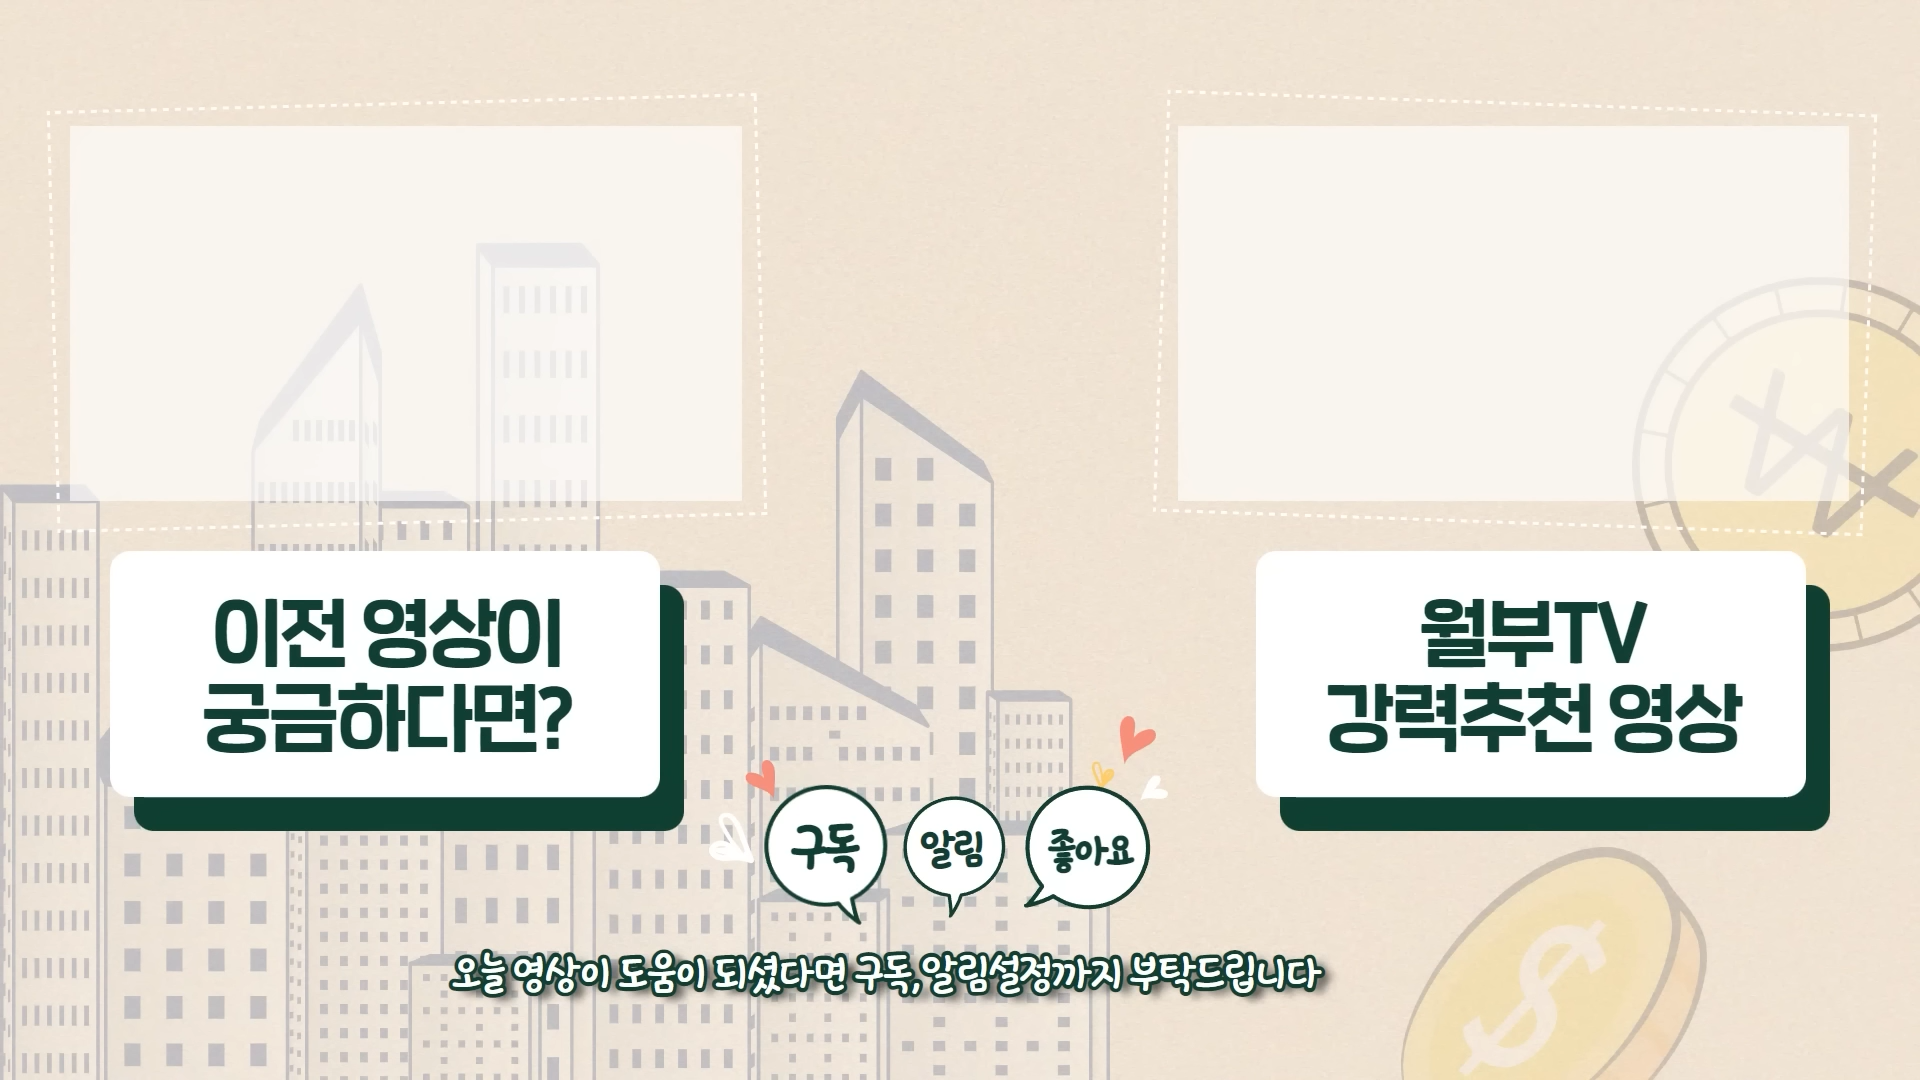 이전 영상이
궁금하다면?
월부TV
강력추천 영상
구독
알림
좋아요
오늘 영상이 도움이 되셨다면 구독,알림설정까지 부탁드립니다